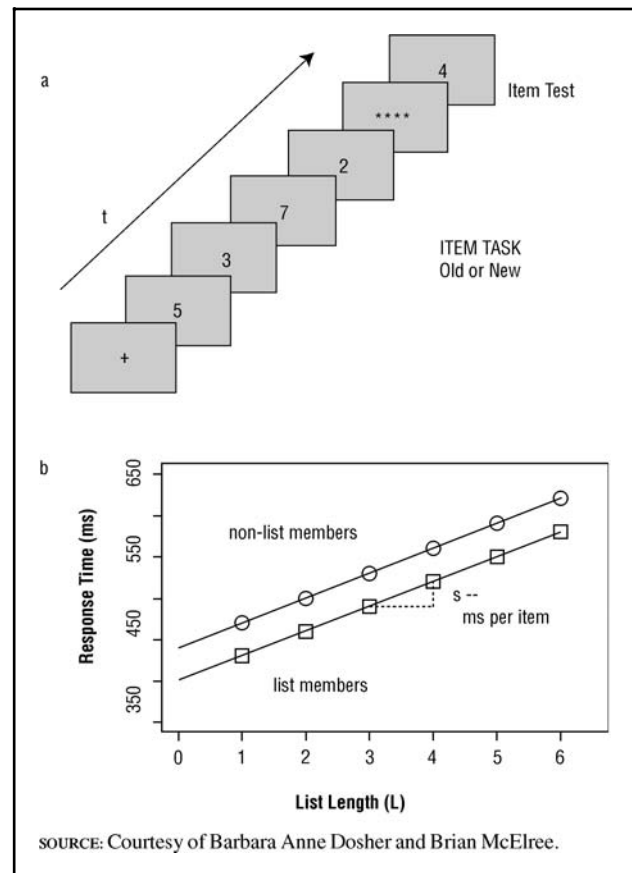 a
4
Item Test
****
2
t
7
ITEM TASK
Old or New
3
5
+
b
650
550
450
350
Response Time (ms)
non-list members
s --
ms per item
list members
0 1 2 3 4 5 6
List Length (L)
SOURCE: Courtesy of Barbara Anne Dosher and Brian McElree.